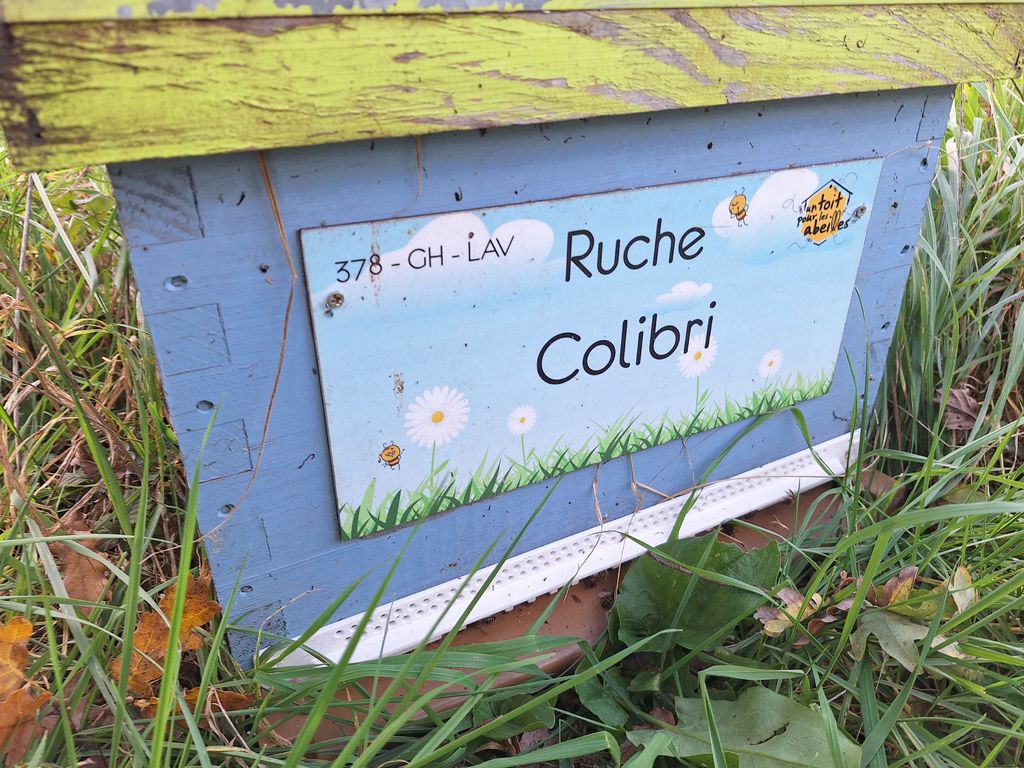 378 - GH - LAV
Ruche
Colibri
Un toit
pour les
abeilles